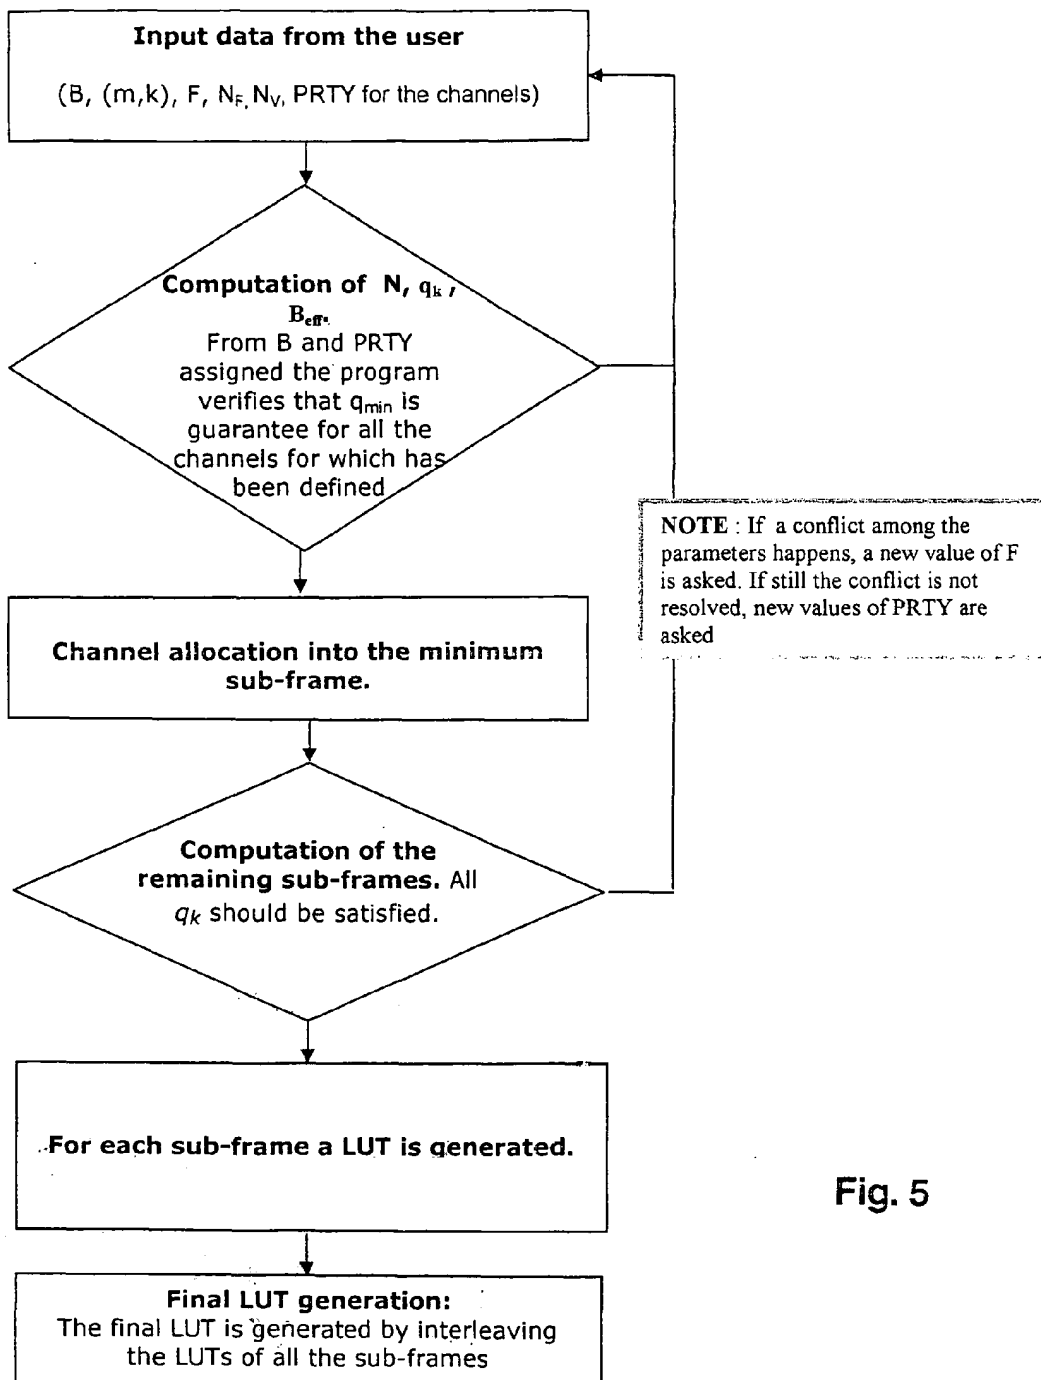 Input data from the user
(B, (m,k), F, NF, NV, PRTY for the channels)
Computation of N, qk,
Beff.
From B and PRTY
assigned the program
verifies that qmin is
guarantee for all the
channels for which has
been defined
NOTE : If a conflict among the
parameters happens, a new value of F
is asked. If still the conflict is not
resolved, new values of PRTY are
asked
Channel allocation into the minimum
sub-frame.
Computation of the
remaining sub-frames. All
qk should be satisfied.
For each sub-frame a LUT is generated.
Fig. 5
Final LUT generation:
The final LUT is generated by interleaving
the LUTs of all the sub-frames